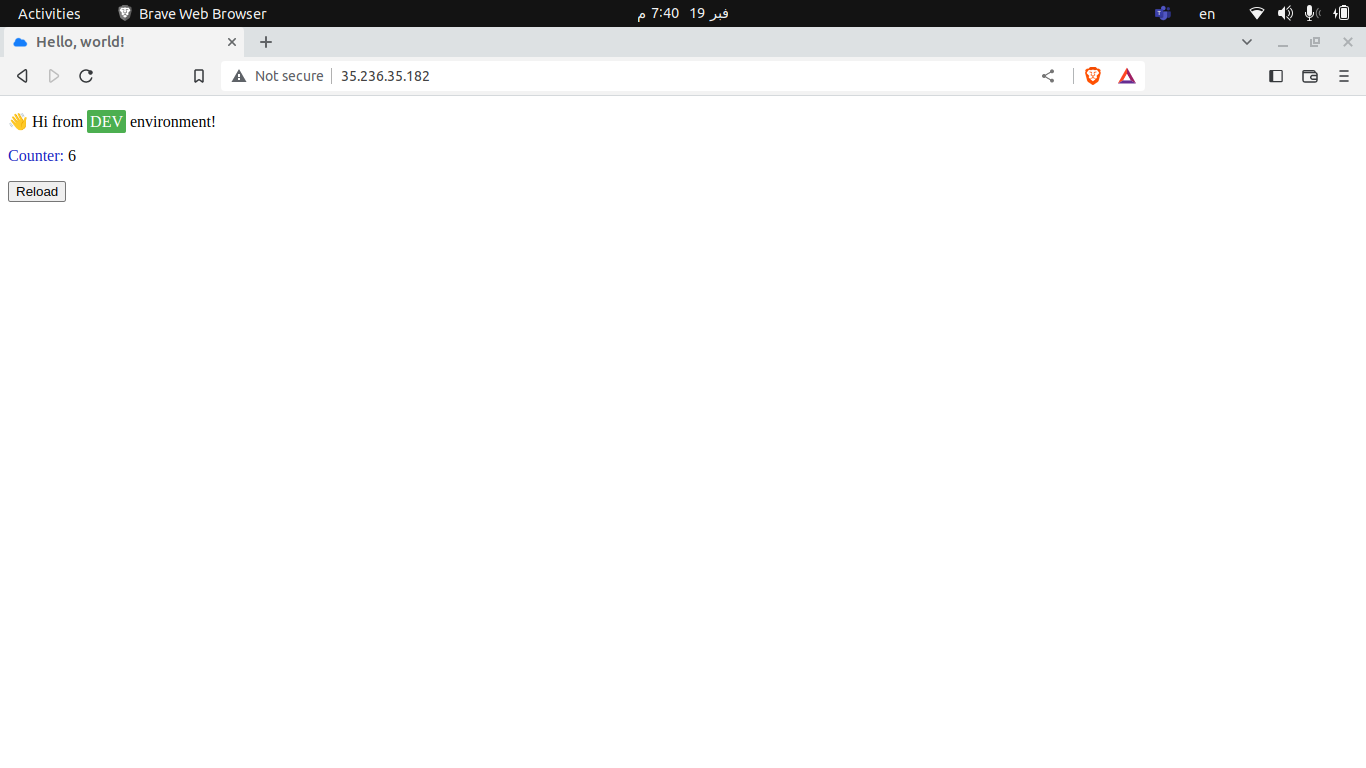 Activities Brave Web Browser 19 فبر 7:40 م en
Hello, world!
Not secure 35.236.35.182
👋 Hi from DEV environment!
Counter: 6
Reload